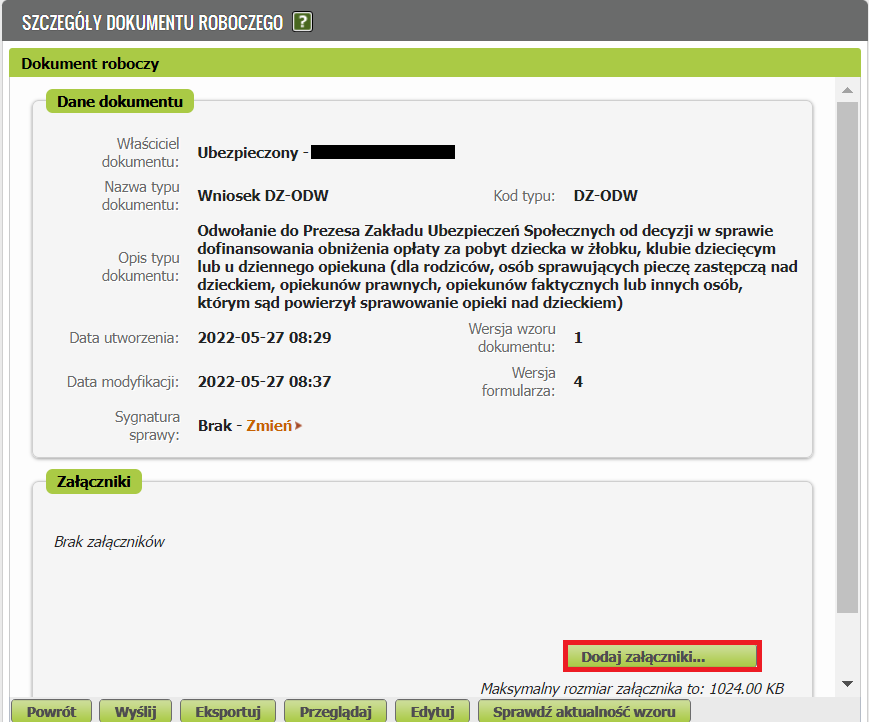 SZCZEGÓŁY DOKUMENTU ROBOCZEGO ?
Dokument roboczy
Dane dokumentu
Właściciel dokumentu: Ubezpieczony -
Nazwa typu dokumentu: Wniosek DZ-ODW Kod typu: DZ-ODW
Opis typu dokumentu:
Odwołanie do Prezesa Zakładu Ubezpieczeń Społecznych od decyzji w sprawie
dofinansowania obniżenia opłaty za pobyt dziecka w żłobku, klubie dziecięcym
lub u dziennego opiekuna (dla rodziców, osób sprawujących pieczę zastępczą nad
dzieckiem, opiekunów prawnych, opiekunów faktycznych lub innych osób,
którym sąd powierzył sprawowanie opieki nad dzieckiem)
Data utworzenia: 2022-05-27 08:29 Wersja wzoru dokumentu: 1
Data modyfikacji: 2022-05-27 08:37 Wersja formularza: 4
Sygnatura sprawy: Brak - Zmień
Załączniki
Brak załączników
Dodaj załączniki...
Maksymalny rozmiar załącznika to: 1024.00 KB
Powrót Wyślij Eksportuj Przeglądaj Edytuj Sprawdź aktualność wzoru